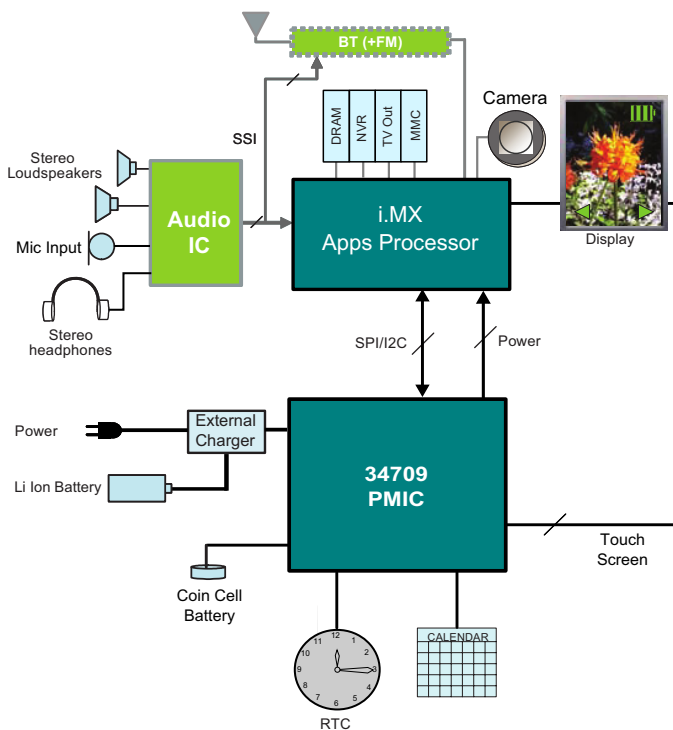 BT (+FM)
DRAM
NVR
TV Out
MMC
Camera
SSI
Stereo
Loudspeakers
Audio
IC
i.MX
Apps Processor
Mic Input
Display
Stereo
headphones
SPI/I2C
Power
Power
External
Charger
34709
PMIC
Li Ion Battery
Touch
Screen
Coin Cell
Battery
12
1
2
3
4
5
6
7
8
9
10
11
CALENDAR
RTC